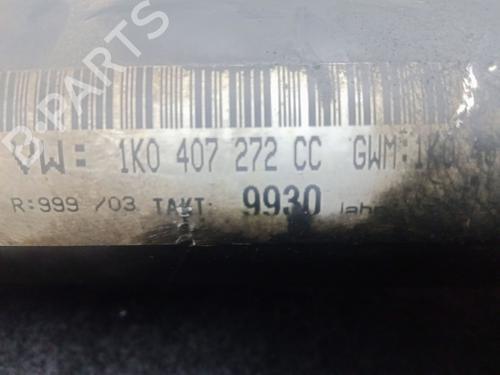 B-PARTS
VW: 1K0 407 272 CC GWM:1K0
R:999 /03 TAKT: 9930